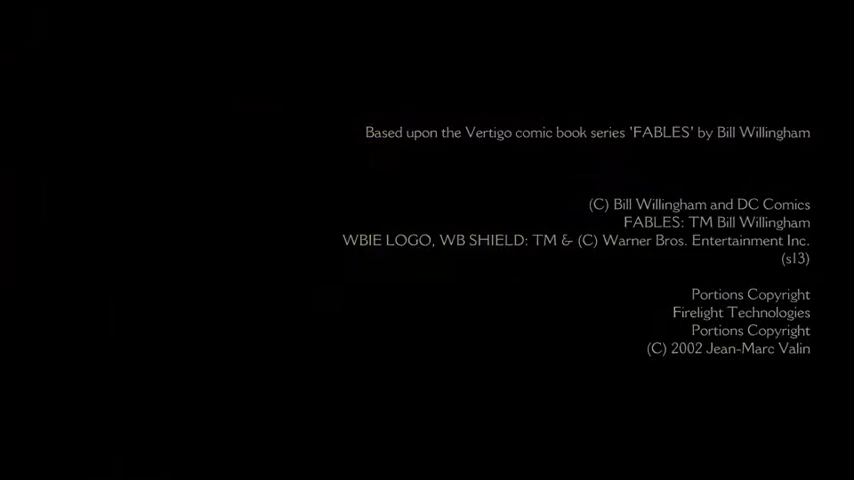 Based upon the Vertigo comic book series 'FABLES' by Bill Willingham
(C) Bill Willingham and DC Comics
FABLES: TM Bill Willingham
WBIE LOGO, WB SHIELD: TM & (C) Warner Bros. Entertainment Inc.
(s13)
Portions Copyright
Firelight Technologies
Portions Copyright
(C) 2002 Jean-Marc Valin